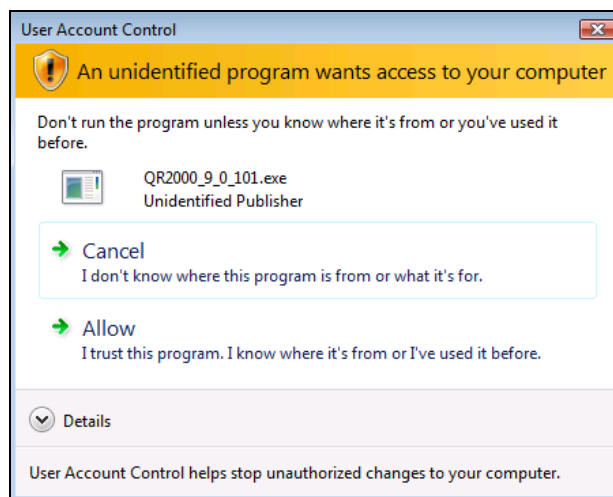 User Account Control
An unidentified program wants access to your computer
Don't run the program unless you know where it's from or you've used it
before.
QR2000_9_0_101.exe
Unidentified Publisher
Cancel
I don't know where this program is from or what it's for.
Allow
I trust this program. I know where it's from or I've used it before.
Details
User Account Control helps stop unauthorized changes to your computer.